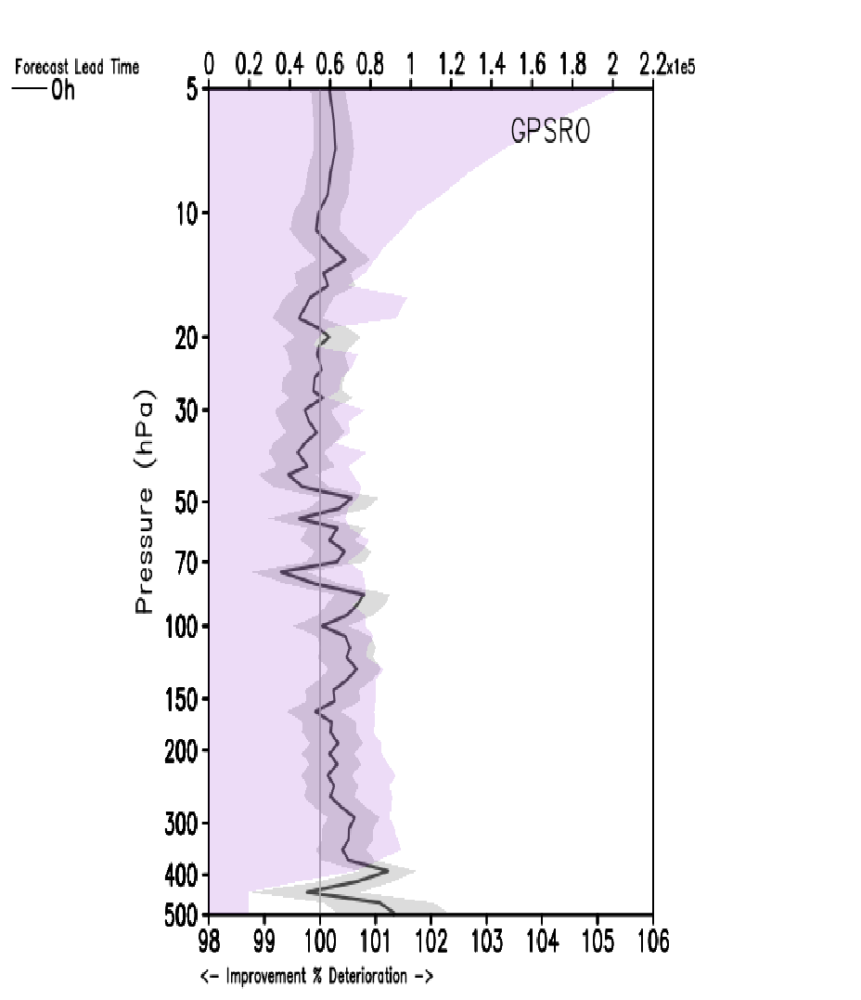 Forecast Lead Time
0h
0 0.2 0.4 0.6 0.8 1 1.2 1.4 1.6 1.8 2 2.2x1e5
GPSRO
Pressure (hPa)
5
10
20
30
50
70
100
150
200
300
400
500
98 99 100 101 102 103 104 105 106
<- Improvement % Deterioration ->